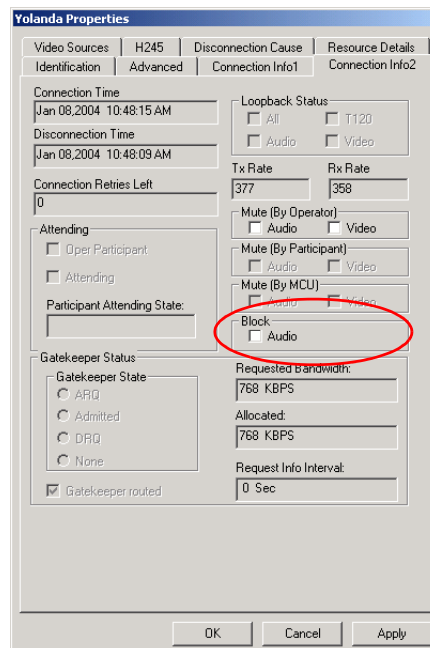 Yolanda Properties
Video Sources H245 Disconnection Cause Resource Details
Identification Advanced Connection Info1 Connection Info2
Connection Time
Jan 08,2004 10:48:15 AM
Disconnection Time
Jan 08,2004 10:48:09 AM
Connection Retries Left
0
Attending
Oper Participant
Attending
Participant Attending State:
Loopback Status
All T120
Audio Video
Tx Rate Rx Rate
377 358
Mute (By Operator)
Audio Video
Mute (By Participant)
Audio Video
Mute (By MCU)
Audio Video
Block
Audio
Gatekeeper Status
Gatekeeper State
ARQ
Admitted
DRQ
None
Gatekeeper routed
Requested Bandwidth:
768 KBPS
Allocated:
768 KBPS
Request Info Interval:
0 Sec
OK Cancel Apply